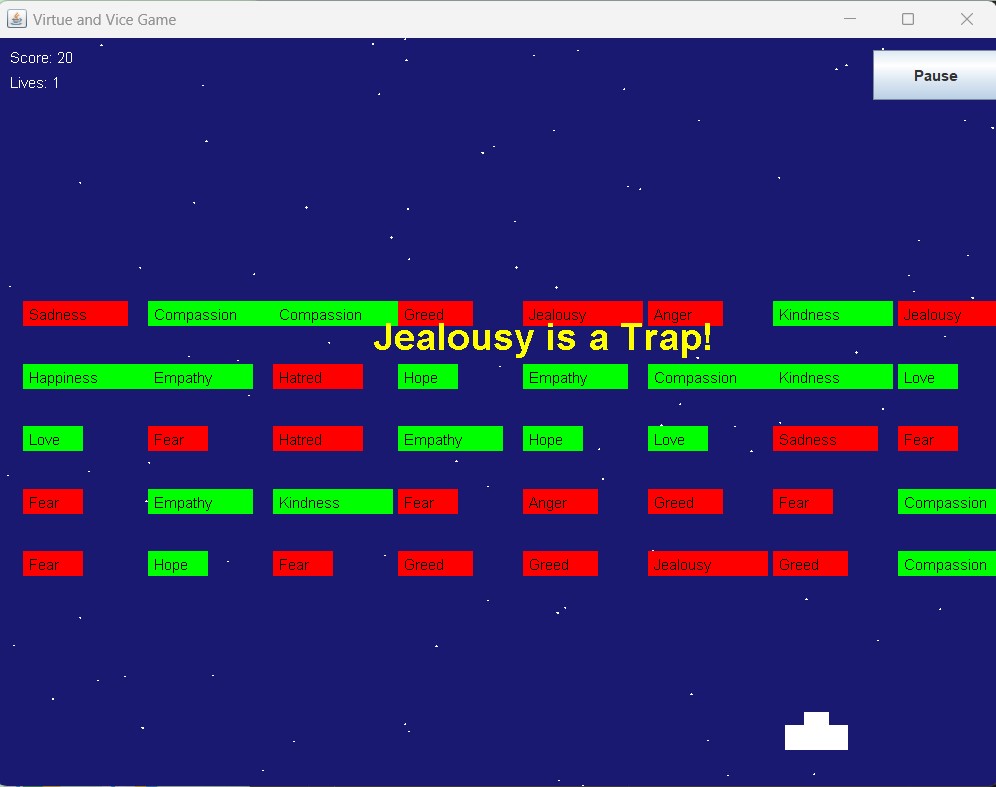 Virtue and Vice Game
Score: 20
Lives: 1
Pause
Sadness Compassion Compassion Greed Jealousy Anger Kindness Jealousy
Jealousy is a Trap!
Happiness Empathy Hatred Hope Empathy Compassion Kindness Love
Love Fear Hatred Empathy Hope Love Sadness Fear
Fear Empathy Kindness Fear Anger Greed Fear Compassion
Fear Hope Fear Greed Greed Jealousy Greed Compassion